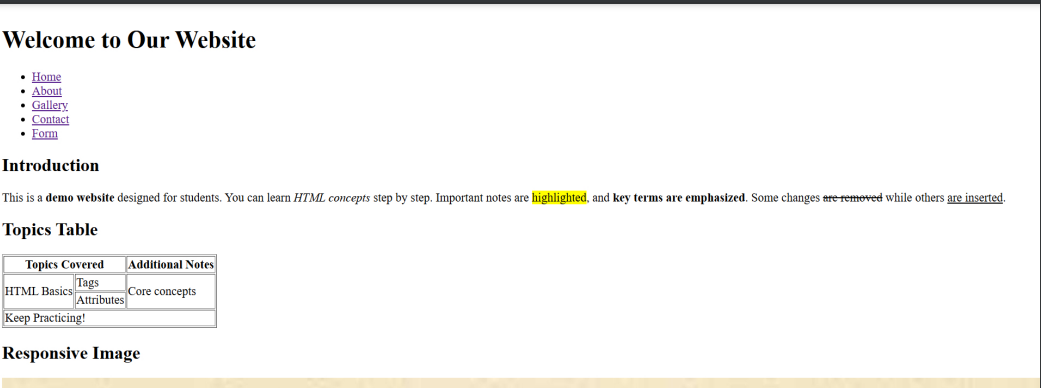 Welcome to Our Website
Home
About
Gallery
Contact
Form
Introduction
This is a demo website designed for students. You can learn HTML concepts step by step. Important notes are highlighted, and key terms are emphasized. Some changes are removed while others are inserted.
Topics Table
Topics Covered Additional Notes
HTML Basics Tags Core concepts
Attributes
Keep Practicing!
Responsive Image